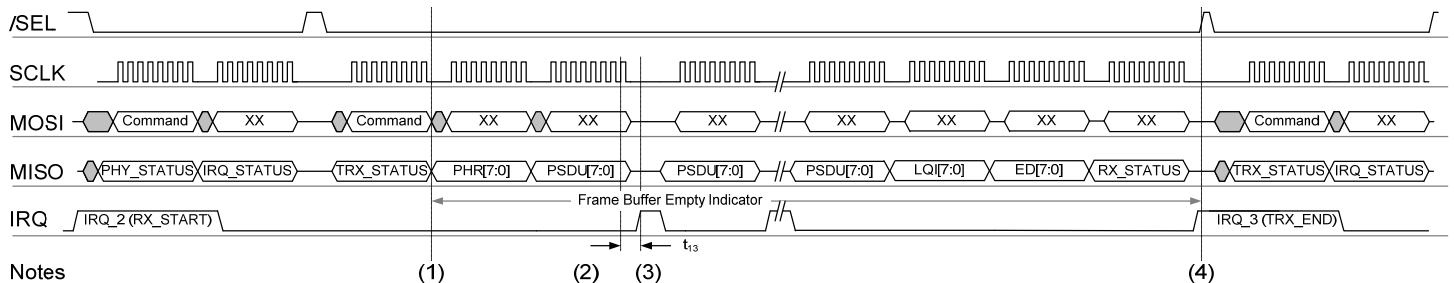 /SEL
SCLK
MOSI Command XX Command XX XX XX XX XX XX XX Command XX
MISO PHY_STATUS IRQ_STATUS TRX_STATUS PHR[7:0] PSDU[7:0] PSDU[7:0] PSDU[7:0] LQI[7:0] ED[7:0] RX_STATUS TRX_STATUS IRQ_STATUS
Frame Buffer Empty Indicator
IRQ IRQ_2 (RX_START) IRQ_3 (TRX_END)
t13
Notes (1) (2) (3) (4)